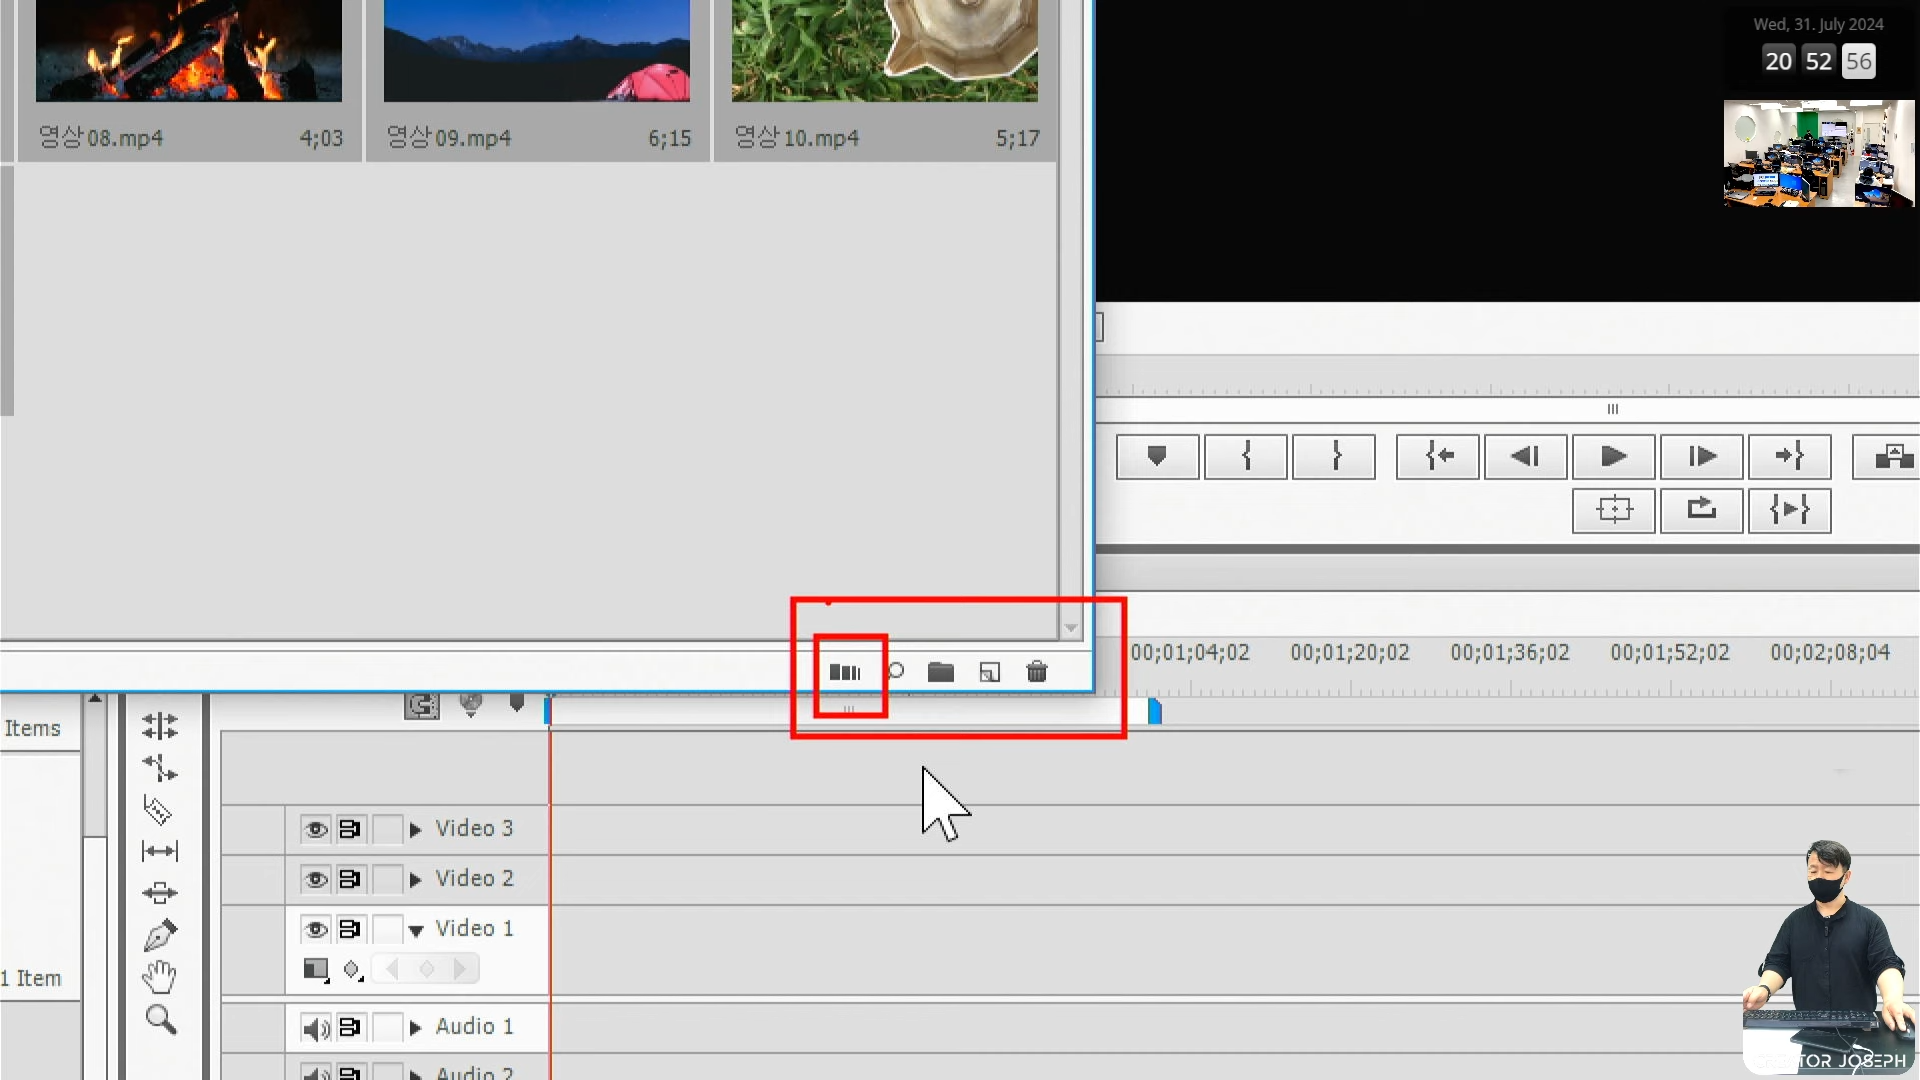 Wed, 31. July 2024
20 52 56
영상08.mp4 4;03
영상09.mp4 6;15
영상10.mp4 5;17
00;01;04;02 00;01;20;02 00;01;36;02 00;01;52;02 00;02;08;04
Items
Video 3
Video 2
Video 1
1 Item
Audio 1
Audio 2
JOSEPH